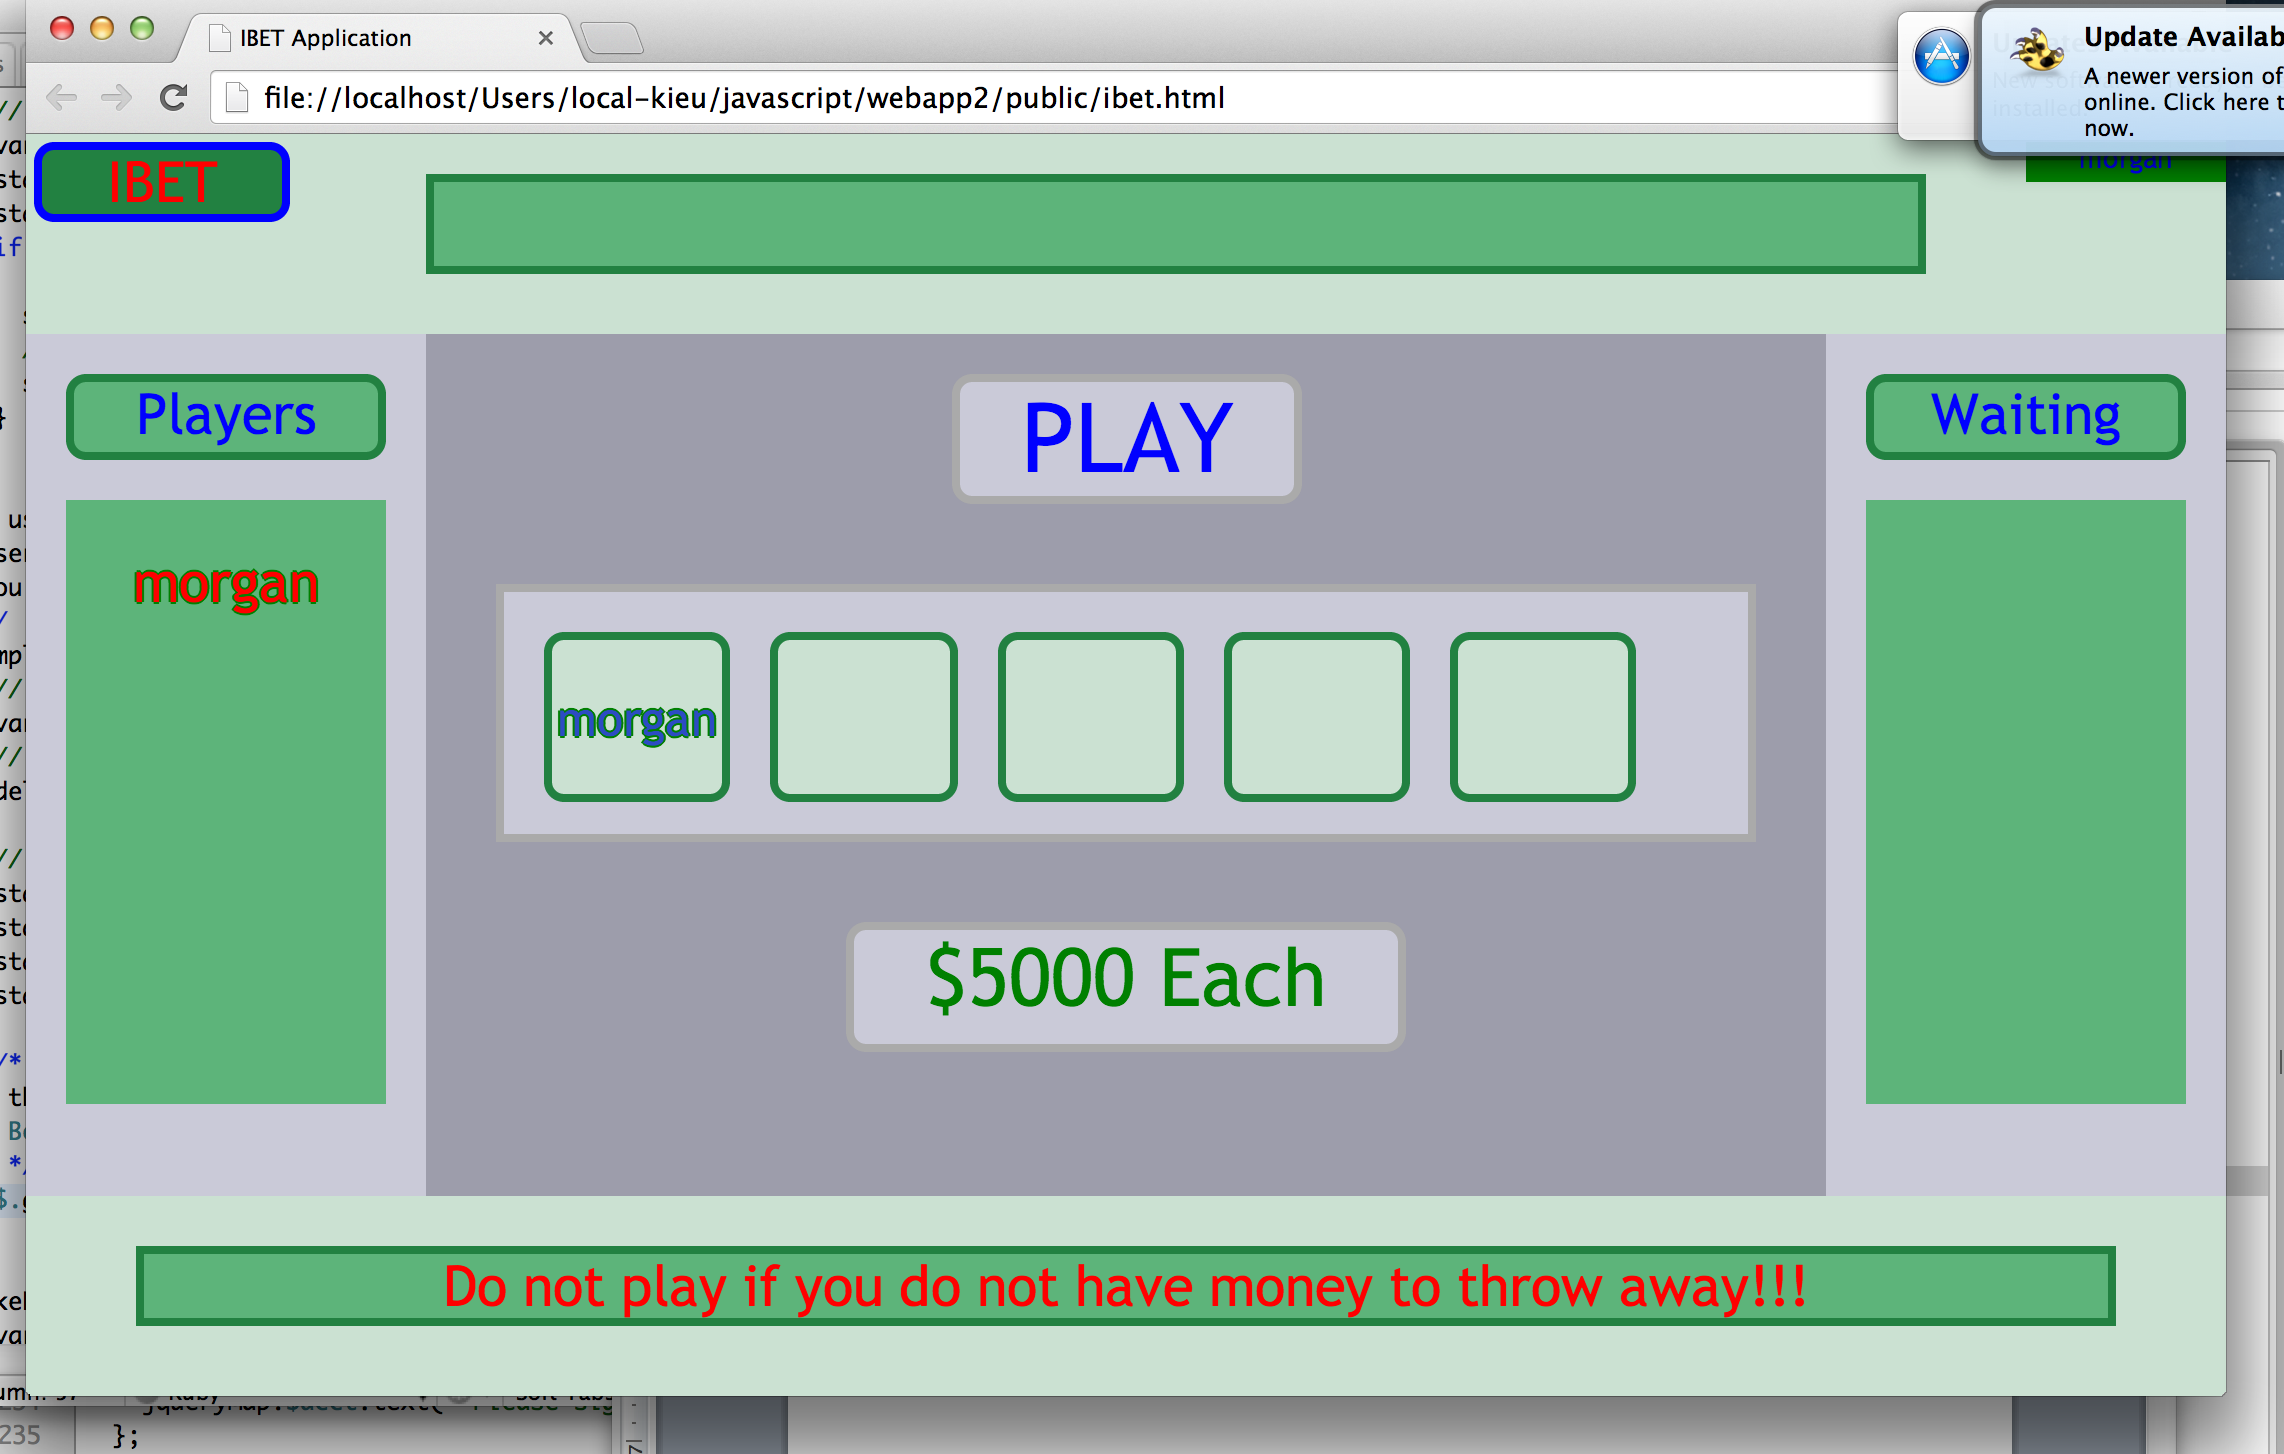 IBET Application
Update Availab
A newer version of
online. Click here t
now.
file://localhost/Users/local-kieu/javascript/webapp2/public/ibet.html
IBET
morgan
Players
PLAY
Waiting
morgan
morgan
$5000 Each
Do not play if you do not have money to throw away!!!
235
};